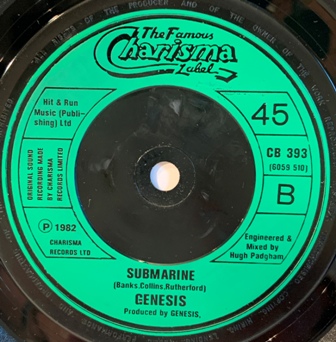 The Famous
Charisma
Label
Hit & Run
Music (Publi-
shing) Ltd
45
ORIGINAL SOUND
RECORDING MADE
BY CHARISMA
RECORDS LIMITED
CB 393
(6059 510)
B
℗ 1982
CHARISMA
RECORDS LTD
Engineered &
Mixed by
Hugh Padgham
SUBMARINE
(Banks,Collins,Rutherford)
GENESIS
Produced by GENESIS.